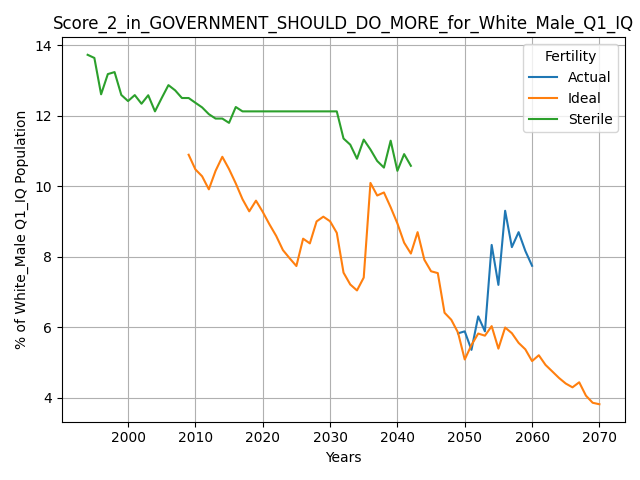 Score_2_in_GOVERNMENT_SHOULD_DO_MORE_for_White_Male_Q1_IQ
Fertility
Actual
Ideal
Sterile
% of White_Male Q1_IQ Population
14
12
10
8
6
4
2000 2010 2020 2030 2040 2050 2060 2070
Years